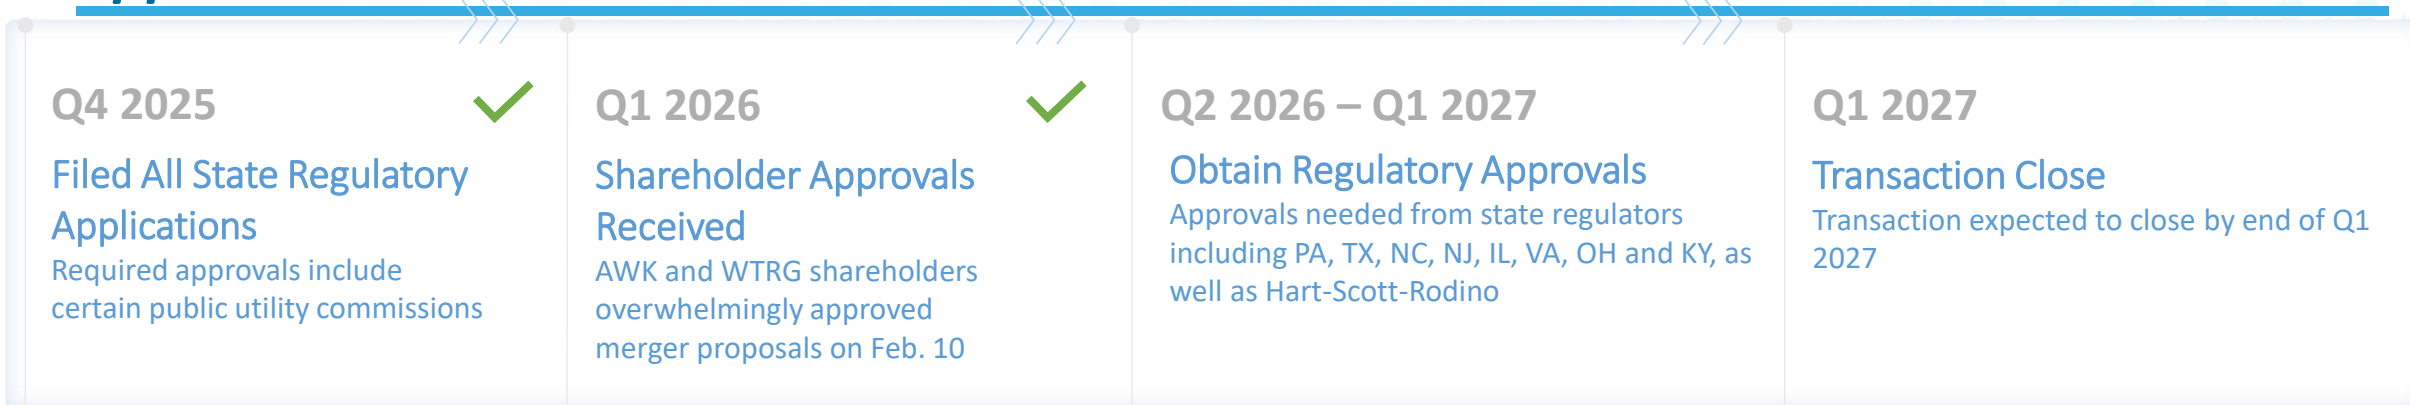 Q4 2025
Filed All State Regulatory
Applications
Required approvals include
certain public utility commissions
Q1 2026
Shareholder Approvals
Received
AWK and WTRG shareholders
overwhelmingly approved
merger proposals on Feb. 10
Q2 2026 – Q1 2027
Obtain Regulatory Approvals
Approvals needed from state regulators
including PA, TX, NC, NJ, IL, VA, OH and KY, as
well as Hart-Scott-Rodino
Q1 2027
Transaction Close
Transaction expected to close by end of Q1
2027